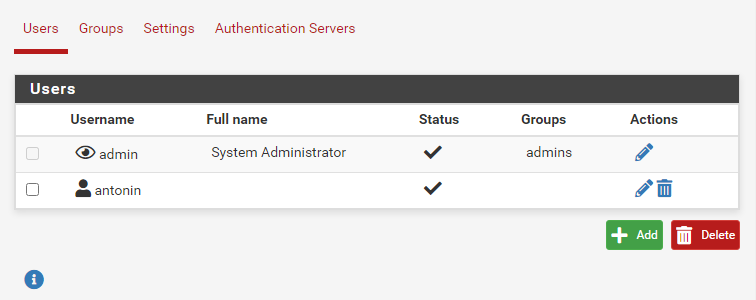 Users Groups Settings Authentication Servers
Users
Username Full name Status Groups Actions
admin System Administrator admins
antonin
Add Delete